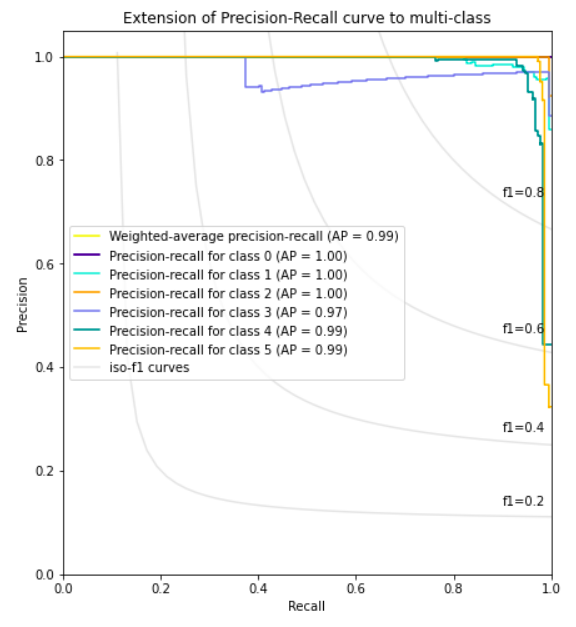 Extension of Precision-Recall curve to multi-class
1.0
0.8
0.6
0.4
0.2
0.0
Precision
f1=0.8
f1=0.6
f1=0.4
f1=0.2
Weighted-average precision-recall (AP = 0.99)
Precision-recall for class 0 (AP = 1.00)
Precision-recall for class 1 (AP = 1.00)
Precision-recall for class 2 (AP = 1.00)
Precision-recall for class 3 (AP = 0.97)
Precision-recall for class 4 (AP = 0.99)
Precision-recall for class 5 (AP = 0.99)
iso-f1 curves
0.0 0.2 0.4 0.6 0.8 1.0
Recall